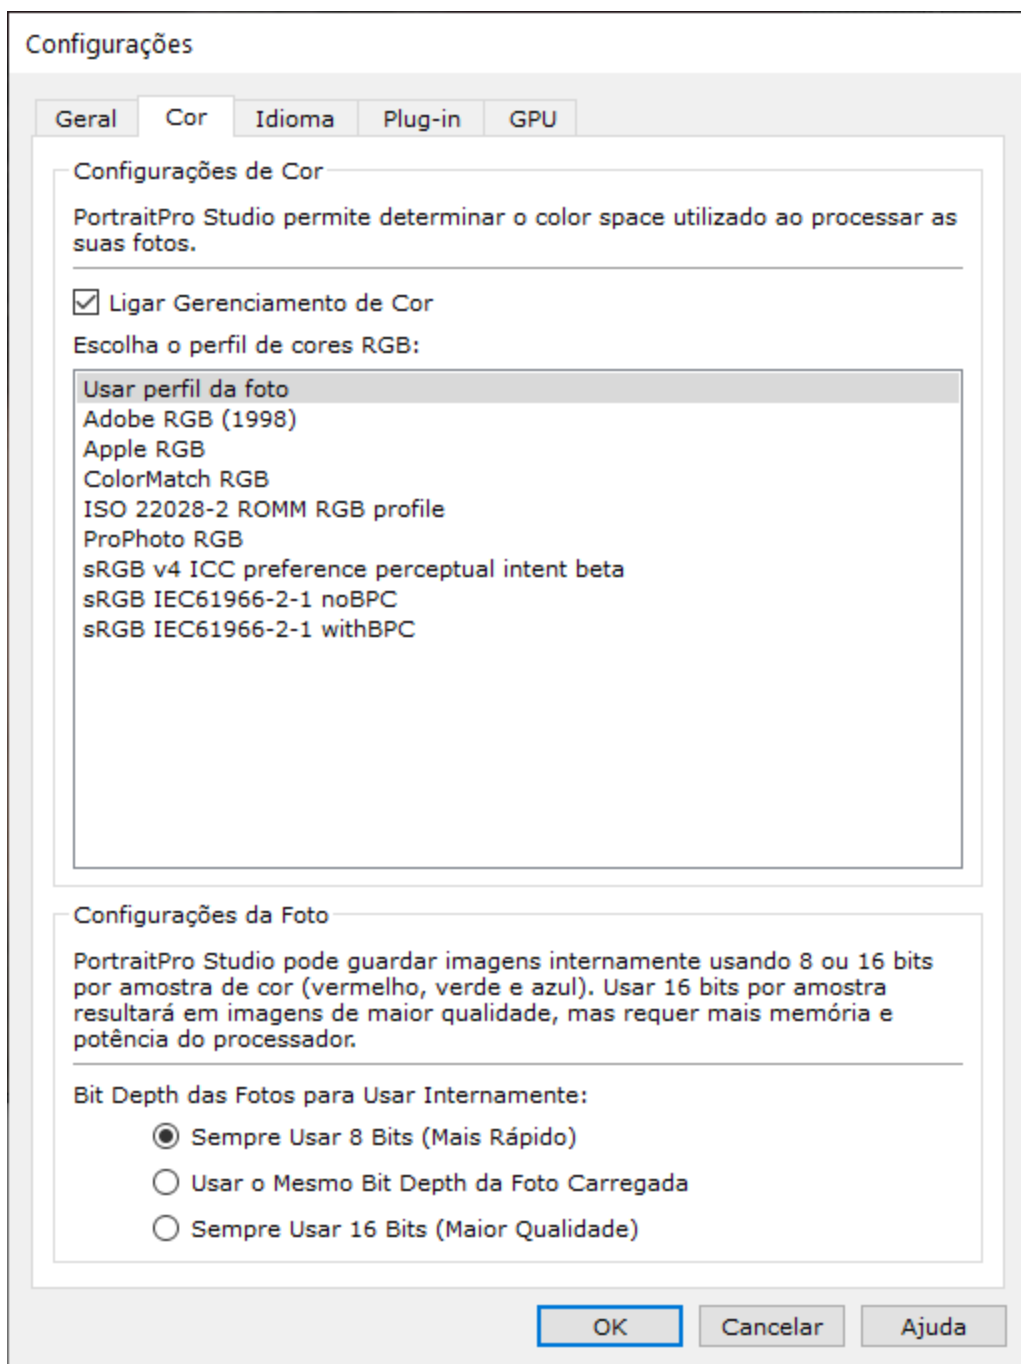 Configurações
Geral
Cor
Idioma
Plug-in
GPU
Configurações de Cor
PortraitPro Studio permite determinar o color space utilizado ao processar as
suas fotos.
Ligar Gerenciamento de Cor
Escolha o perfil de cores RGB:
Usar perfil da foto
Adobe RGB (1998)
Apple RGB
ColorMatch RGB
ISO 22028-2 ROMM RGB profile
ProPhoto RGB
sRGB v4 ICC preference perceptual intent beta
sRGB IEC61966-2-1 noBPC
sRGB IEC61966-2-1 withBPC
Configurações da Foto
PortraitPro Studio pode guardar imagens internamente usando 8 ou 16 bits
por amostra de cor (vermelho, verde e azul). Usar 16 bits por amostra
resultará em imagens de maior qualidade, mas requer mais memória e
potência do processador.
Bit Depth das Fotos para Usar Internamente:
Sempre Usar 8 Bits (Mais Rápido)
Usar o Mesmo Bit Depth da Foto Carregada
Sempre Usar 16 Bits (Maior Qualidade)
OK
Cancelar
Ajuda